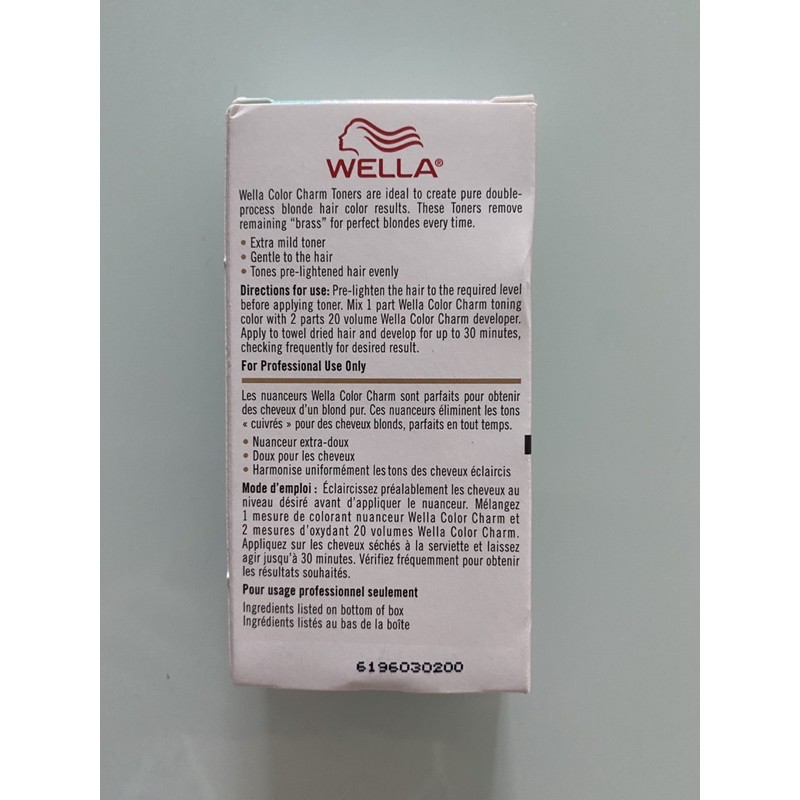 WELLA®
Wella Color Charm Toners are ideal to create pure double-
process blonde hair color results. These Toners remove
remaining “brass” for perfect blondes every time.
• Extra mild toner
• Gentle to the hair
• Tones pre-lightened hair evenly
Directions for use: Pre-lighten the hair to the required level
before applying toner. Mix 1 part Wella Color Charm toning
color with 2 parts 20 volume Wella Color Charm developer.
Apply to towel dried hair and develop for up to 30 minutes,
checking frequently for desired result.
For Professional Use Only
Les nuanceurs Wella Color Charm sont parfaits pour obtenir
des cheveux d'un blond pur. Ces nuanceurs éliminent les tons
« cuivrés » pour des cheveux blonds, parfaits en tout temps.
• Nuanceur extra-doux
• Doux pour les cheveux
• Harmonise uniformément les tons des cheveux éclaircis
Mode d'emploi : Éclaircissez préalablement les cheveux au
niveau désiré avant d'appliquer le nuanceur. Mélangez
1 mesure de colorant nuanceur Wella Color Charm et
2 mesures d'oxydant 20 volumes Wella Color Charm.
Appliquez sur les cheveux séchés à la serviette et laissez
agir jusqu'à 30 minutes. Vérifiez fréquemment pour obtenir
les résultats souhaités.
Pour usage professionnel seulement
Ingredients listed on bottom of box
Ingrédients listés au bas de la boîte
6196030200